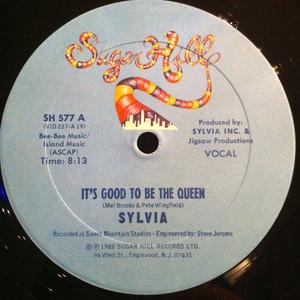 Sugar Hill
SH 577 A
(VID 227-A 19)
Bee-Bee Music/
Island Music
(ASCAP)
Time: 8:13
Produced by:
SYLVIA INC. &
Jigsaw Productions
VOCAL
IT'S GOOD TO BE THE QUEEN
(Mel Brooks & Pete Wingfield)
SYLVIA
Recorded at Sweet Mountain Studios - Engineered by: Steve Jerome
© ℗ 1982 SUGAR HILL RECORDS LTD.
96 West St., Englewood, N.J. 07631